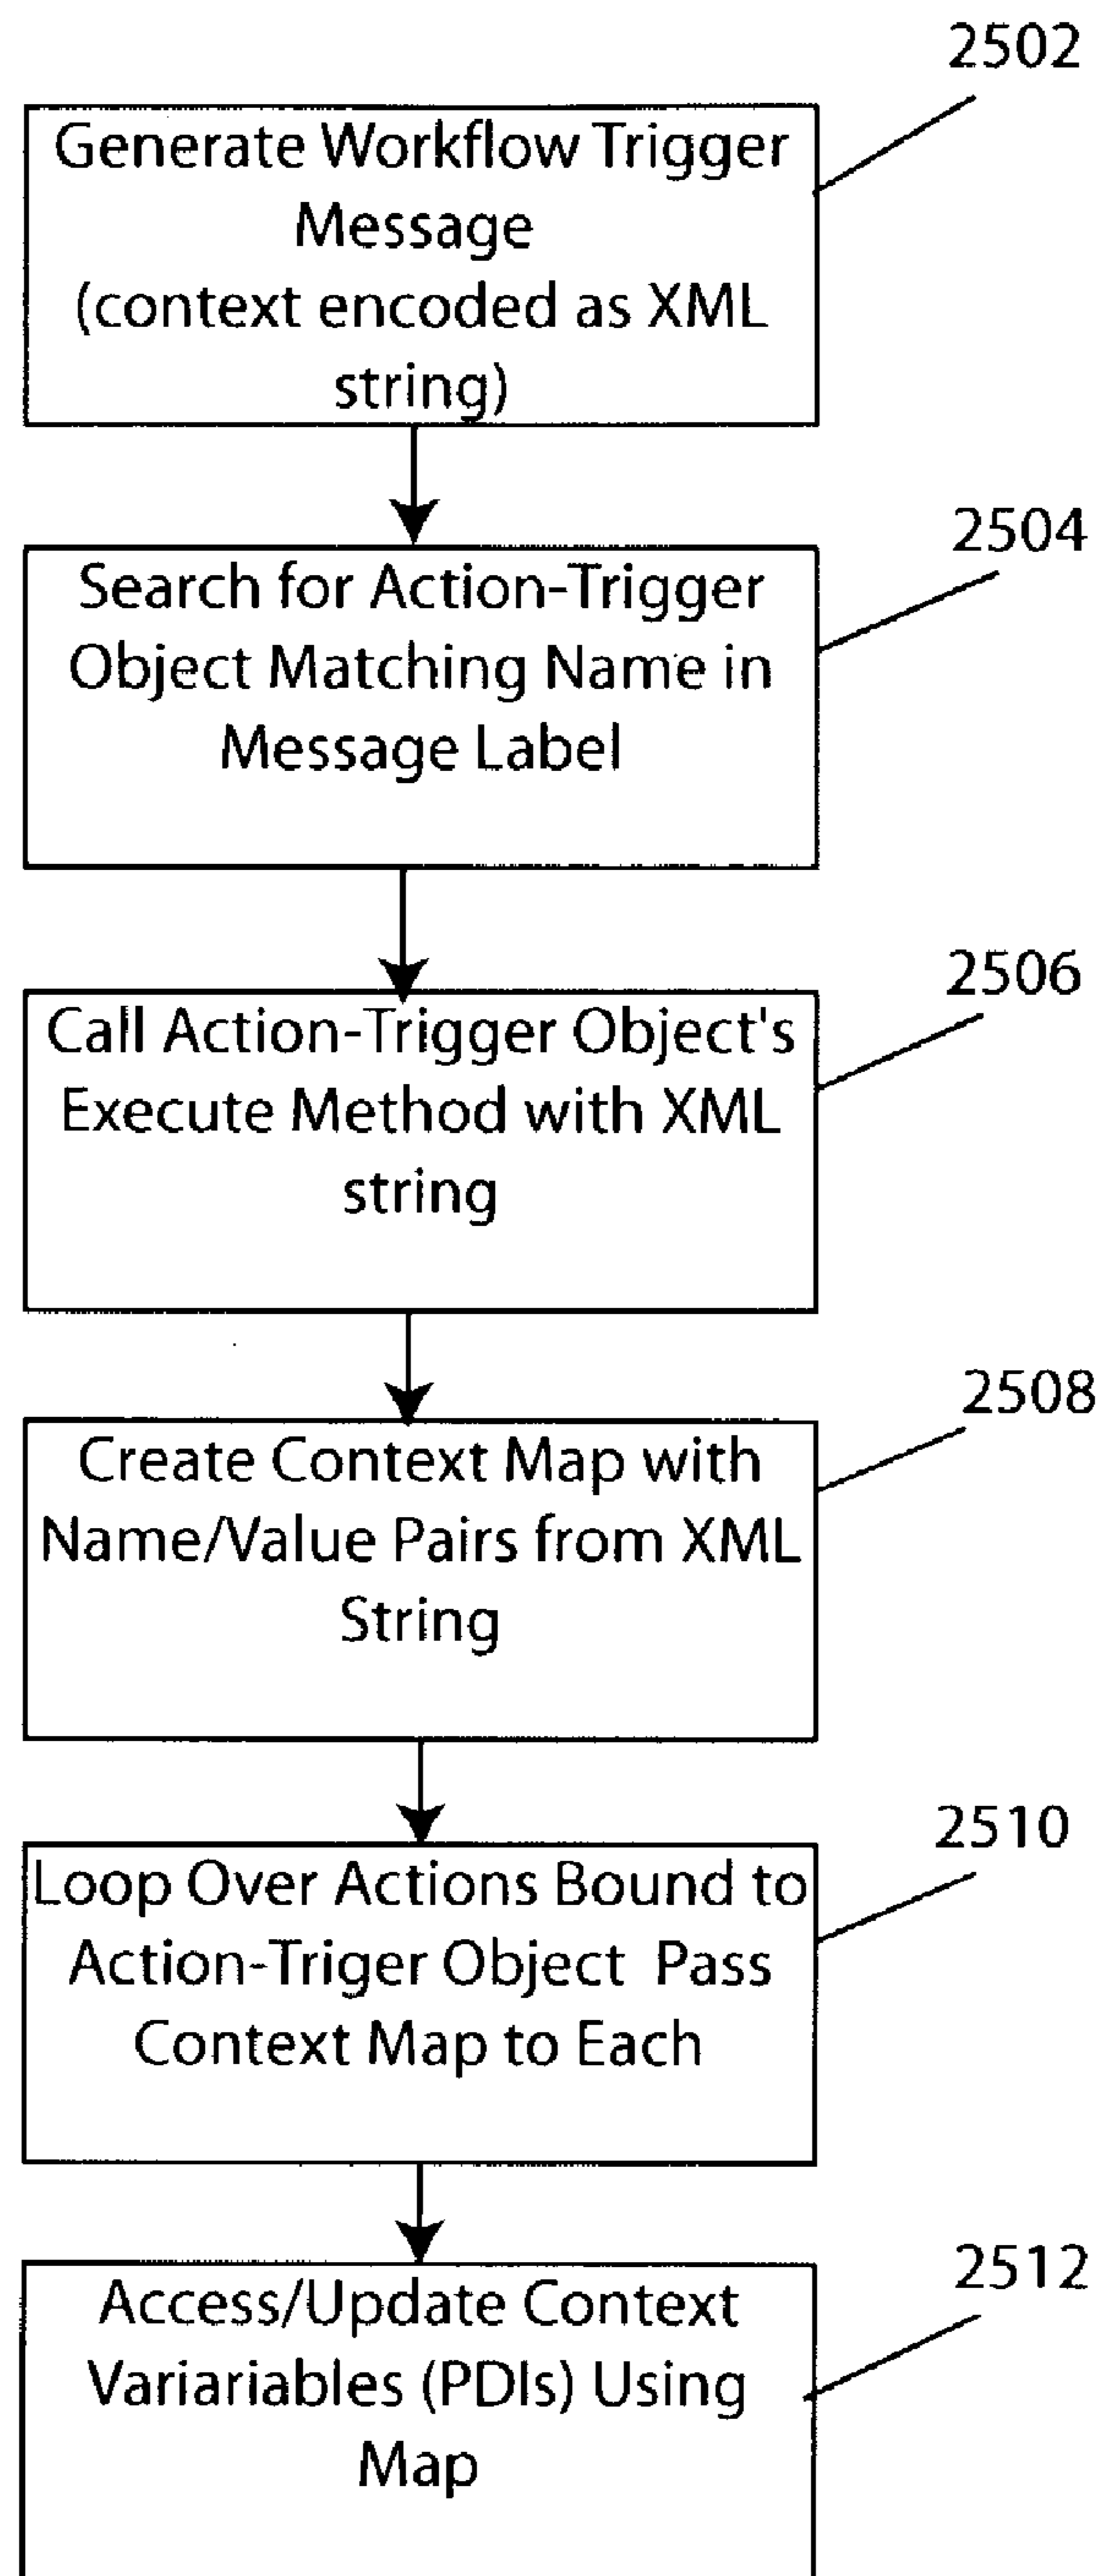 2502
Generate Workflow Trigger
Message
(context encoded as XML
string)
2504
Search for Action-Trigger
Object Matching Name in
Message Label
2506
Call Action-Trigger Object's
Execute Method with XML
string
2508
Create Context Map with
Name/Value Pairs from XML
String
2510
Loop Over Actions Bound to
Action-Triger Object Pass
Context Map to Each
2512
Access/Update Context
Varariables (PDIs) Using
Map